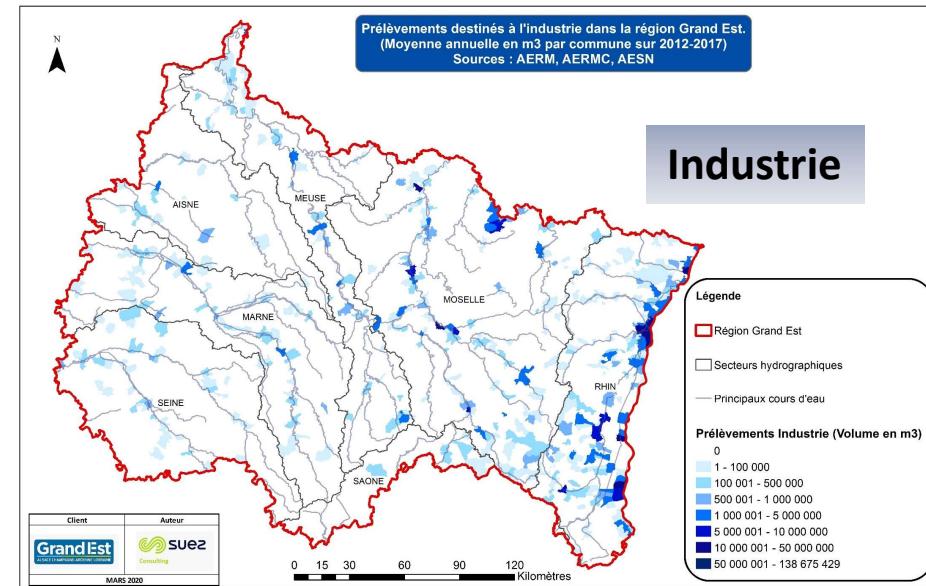 Prélèvements destinés à l'industrie dans la région Grand Est.
(Moyenne annuelle en m3 par commune sur 2012-2017)
Sources : AERM, AERMC, AESN
N
Industrie
AISNE
MEUSE
MOSELLE
MARNE
RHIN
SEINE
SAONE
Légende
Région Grand Est
Secteurs hydrographiques
Principaux cours d'eau
Prélèvements Industrie (Volume en m3)
0
1 - 100 000
100 001 - 500 000
500 001 - 1 000 000
1 000 001 - 5 000 000
5 000 001 - 10 000 000
10 000 001 - 50 000 000
50 000 001 - 138 675 429
Client Auteur
GrandEst
ALSACE CHAMPAGNE-ARDENNE LORRAINE
suez
Consulting
MARS 2020
0 15 30 60 90 120
Kilomètres